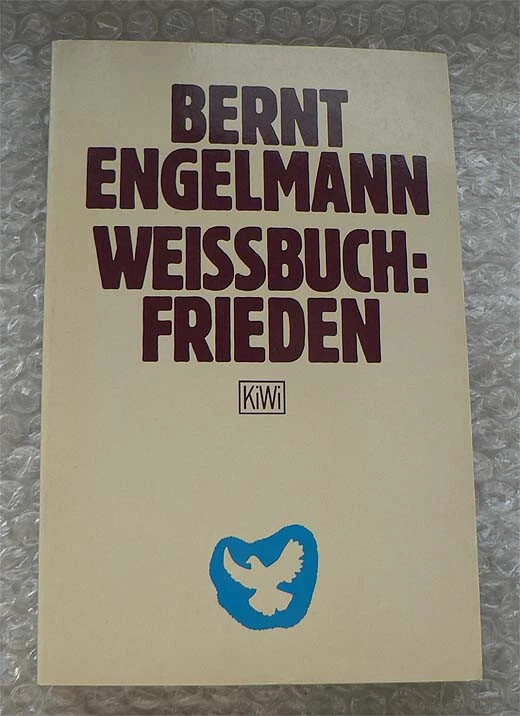 BERNT
ENGELMANN
WEISSBUCH:
FRIEDEN
KiWi